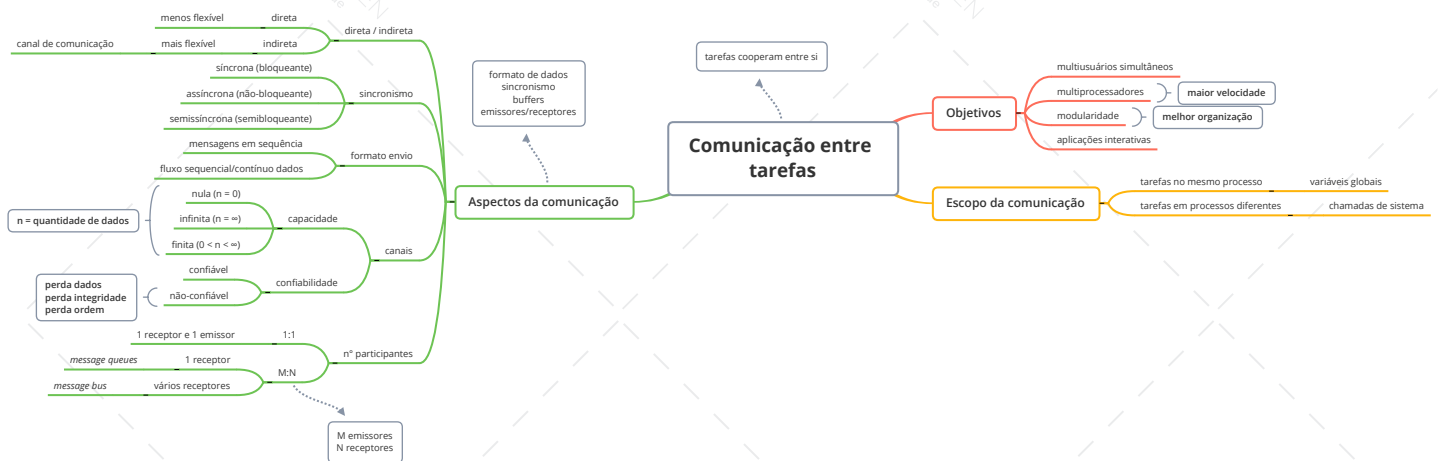 Comunicação entre
tarefas
tarefas cooperam entre si
Objetivos
multiusuários simultâneos
multiprocessadores
maior velocidade
modularidade
melhor organização
aplicações interativas
Escopo da comunicação
tarefas no mesmo processo
variáveis globais
tarefas em processos diferentes
chamadas de sistema
Aspectos da comunicação
formato de dados
sincronismo
buffers
emissores/receptores
direta / indireta
direta
menos flexível
indireta
mais flexível
canal de comunicação
sincronismo
síncrona (bloqueante)
assíncrona (não-bloqueante)
semissíncrona (semibloqueante)
formato envio
mensagens em sequência
fluxo sequencial/contínuo dados
canais
capacidade
nula (n = 0)
infinita (n = ∞)
finita (0 < n < ∞)
n = quantidade de dados
confiabilidade
confiável
não-confiável
perda dados
perda integridade
perda ordem
n° participantes
1:1
1 receptor e 1 emissor
M:N
1 receptor
message queues
vários receptores
message bus
M emissores
N receptores